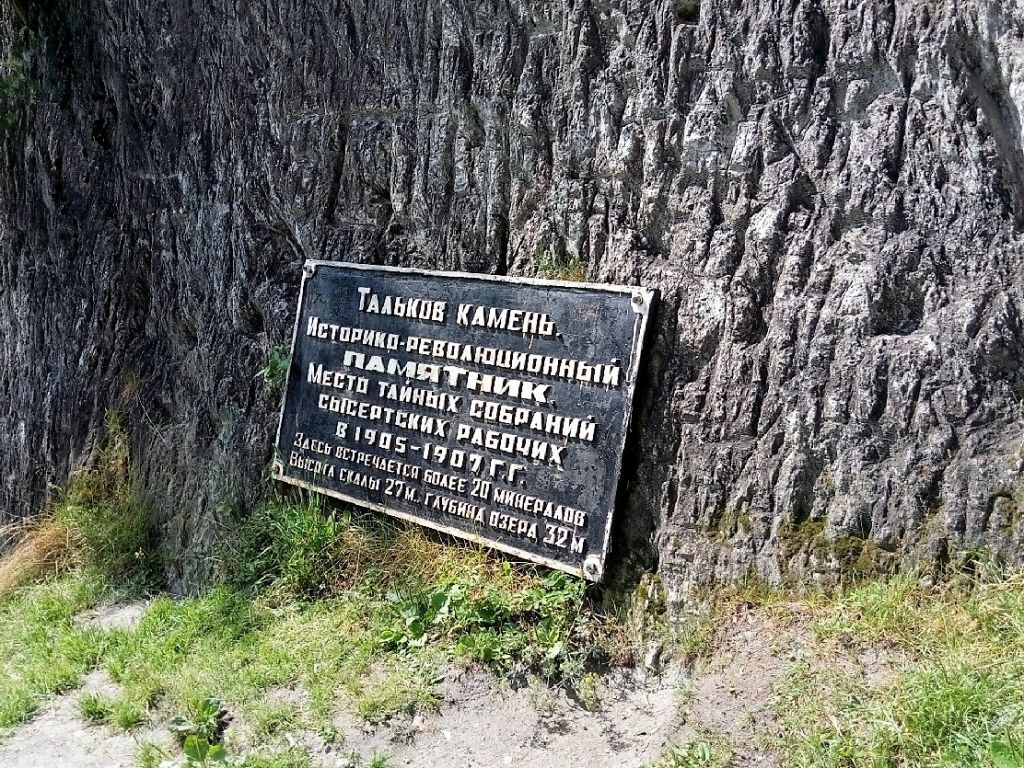 Тальков камень.
Историко-революционный
памятник.
Место тайных собраний
сысертских рабочих
в 1905-1907 г.г.
Здесь встречается более 20 минералов
Высота скалы 27м. глубина озера 32м